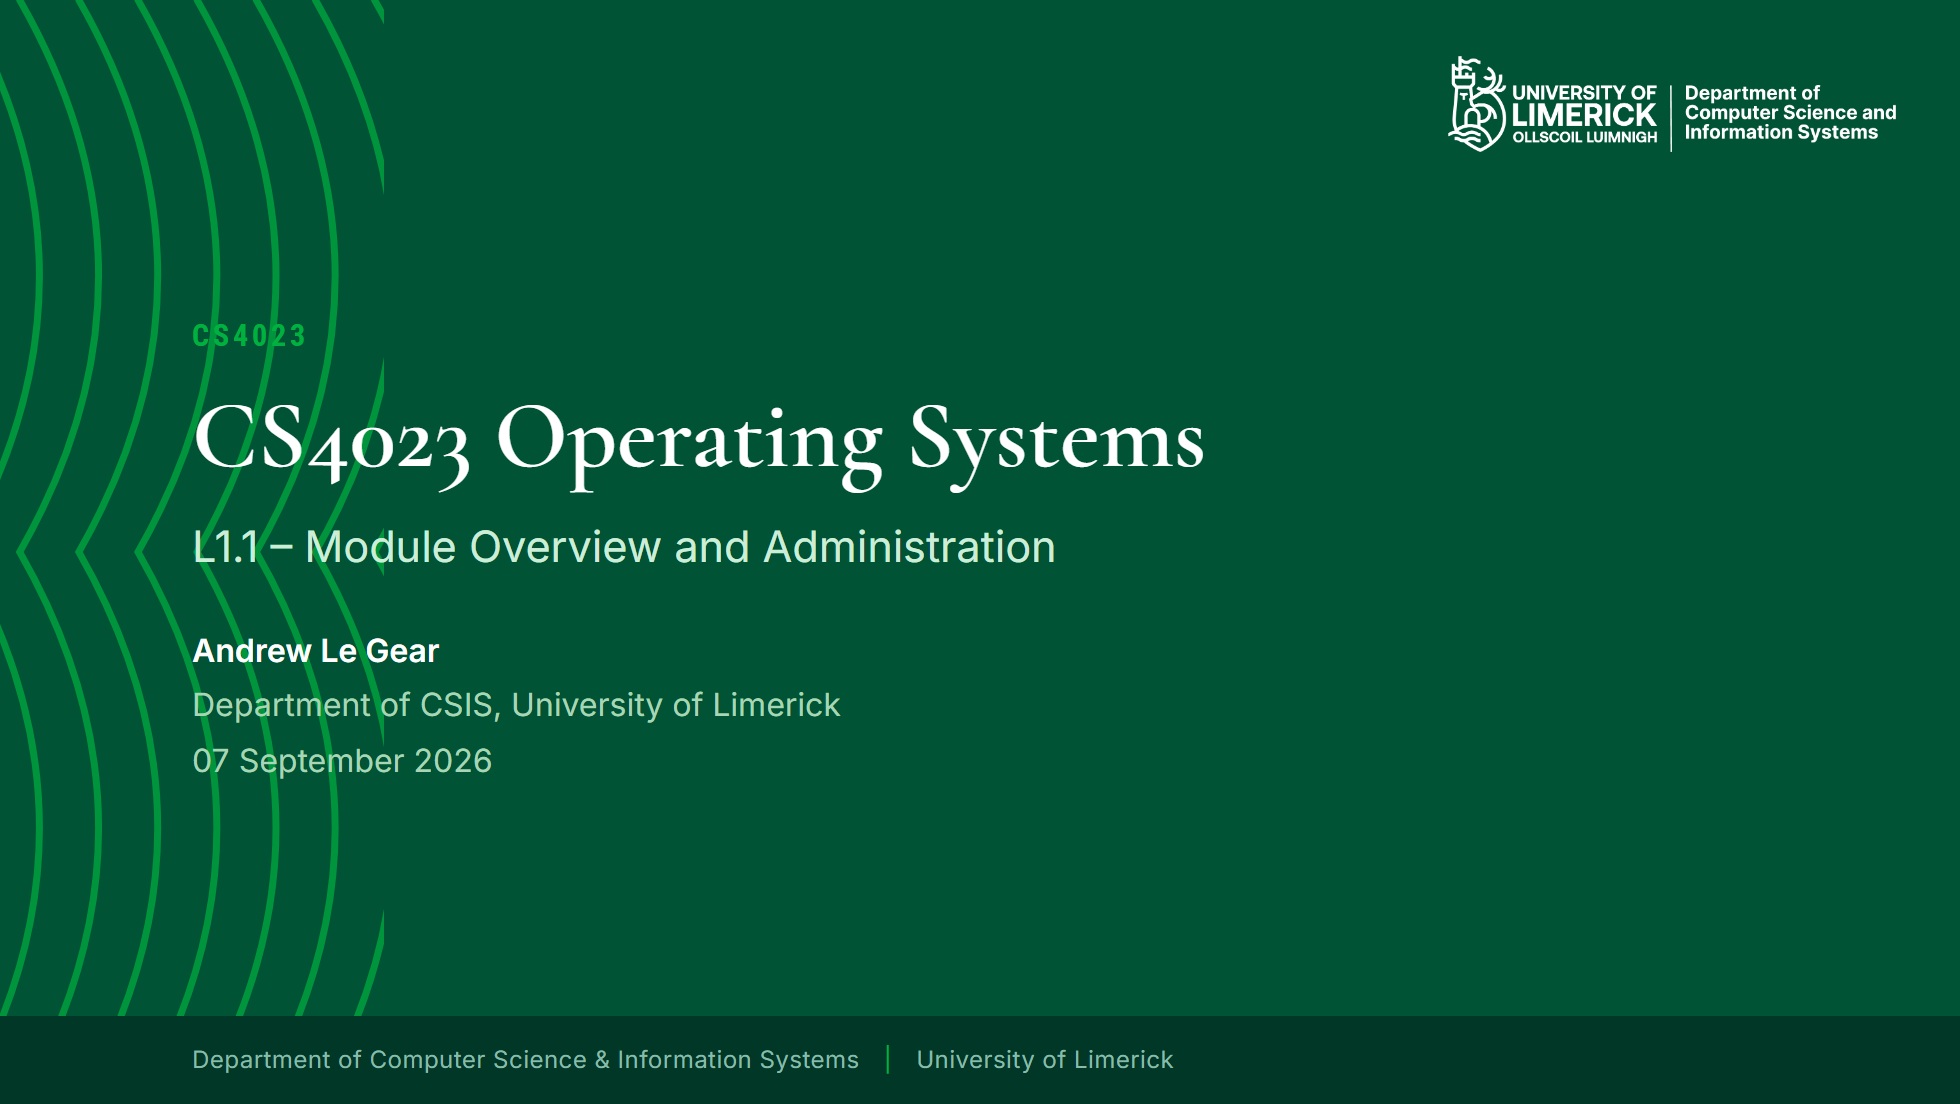 UNIVERSITY OF
LIMERICK
OLLSCOIL LUIMNIGH
Department of
Computer Science and
Information Systems
CS4023
CS4023 Operating Systems
L1.1 – Module Overview and Administration
Andrew Le Gear
Department of CSIS, University of Limerick
07 September 2026
Department of Computer Science & Information Systems | University of Limerick